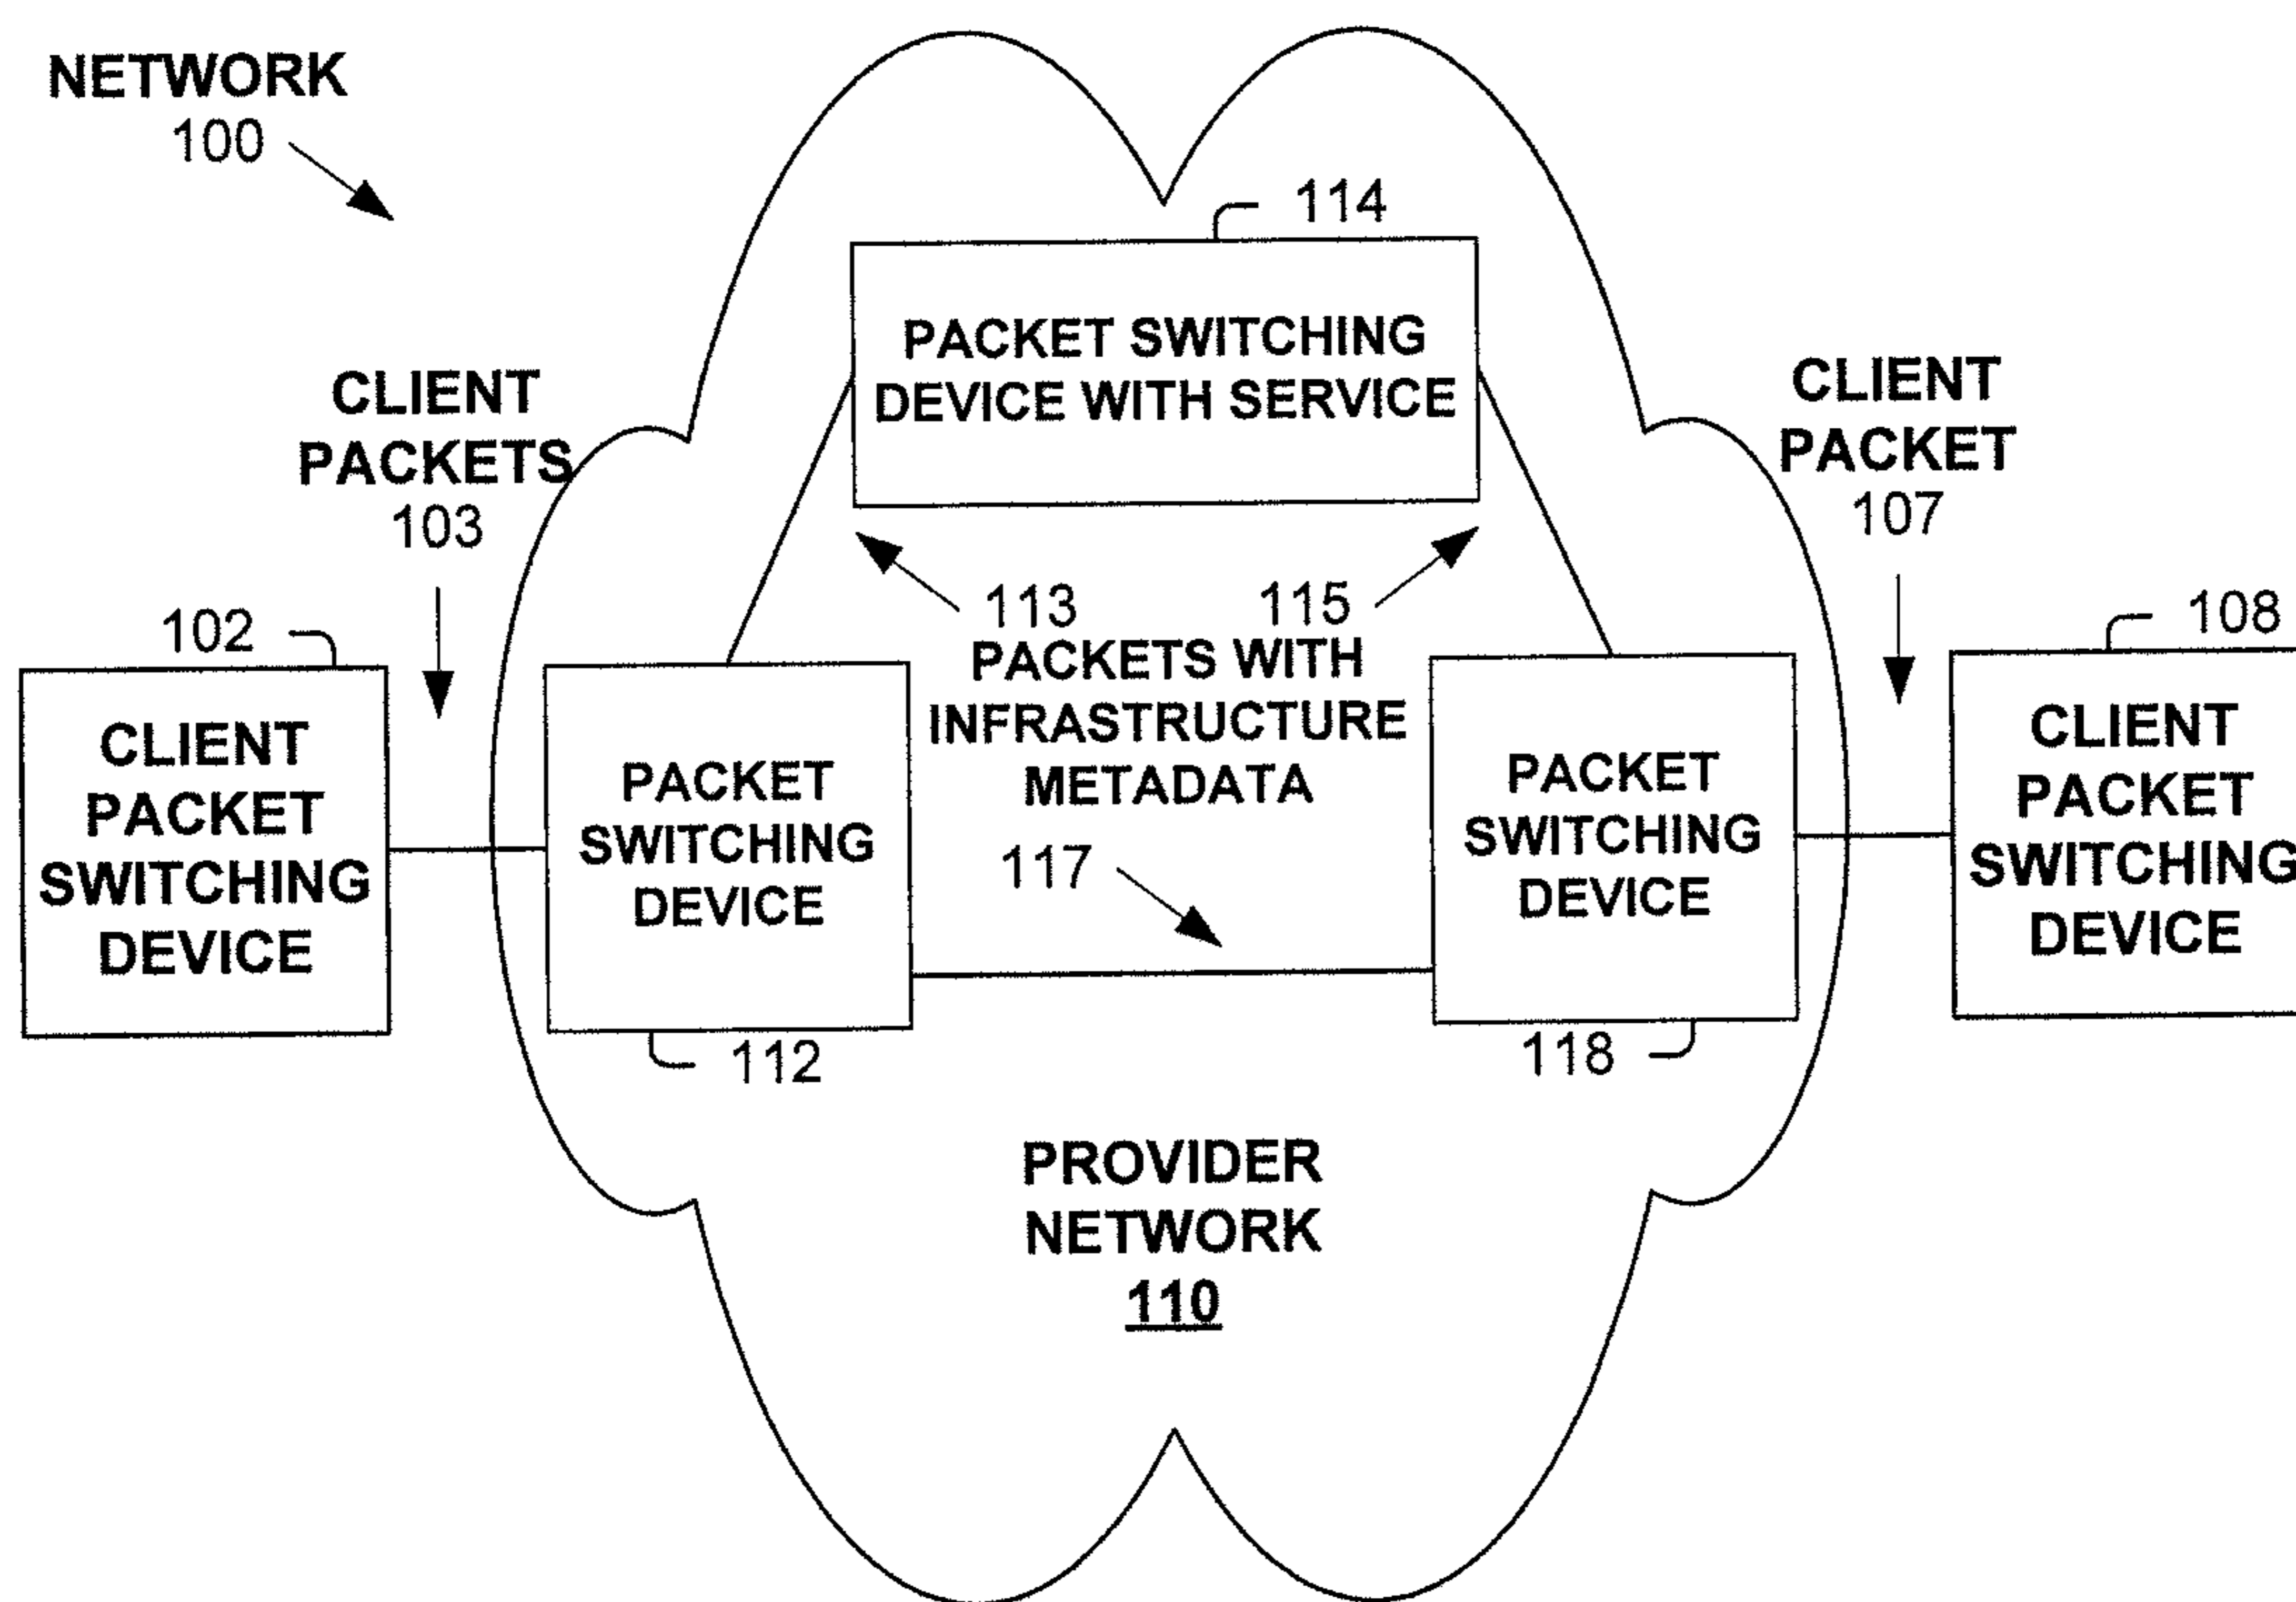 NETWORK
100
114
PACKET SWITCHING
DEVICE WITH SERVICE
CLIENT
PACKETS
103
CLIENT
PACKET
107
113
115
PACKETS WITH
INFRASTRUCTURE
METADATA
117
102
CLIENT
PACKET
SWITCHING
DEVICE
PACKET
SWITCHING
DEVICE
112
PACKET
SWITCHING
DEVICE
118
108
CLIENT
PACKET
SWITCHING
DEVICE
PROVIDER
NETWORK
110